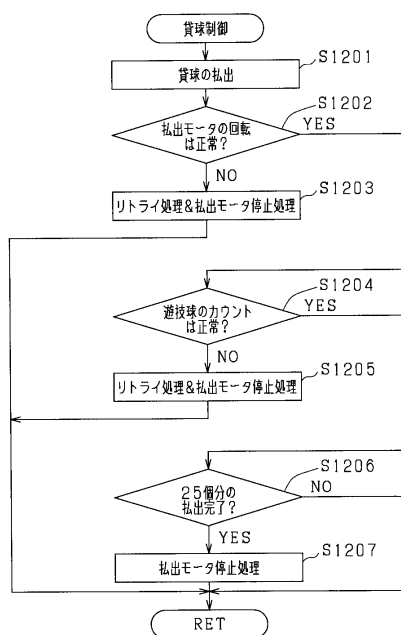 貸球制御
S1201
貸球の払出
S1202
払出モータの回転
は正常?
YES
NO
S1203
リトライ処理&払出モータ停止処理
S1204
遊技球のカウント
は正常?
YES
NO
S1205
リトライ処理&払出モータ停止処理
S1206
25個分の
払出完了?
NO
YES
S1207
払出モータ停止処理
RET